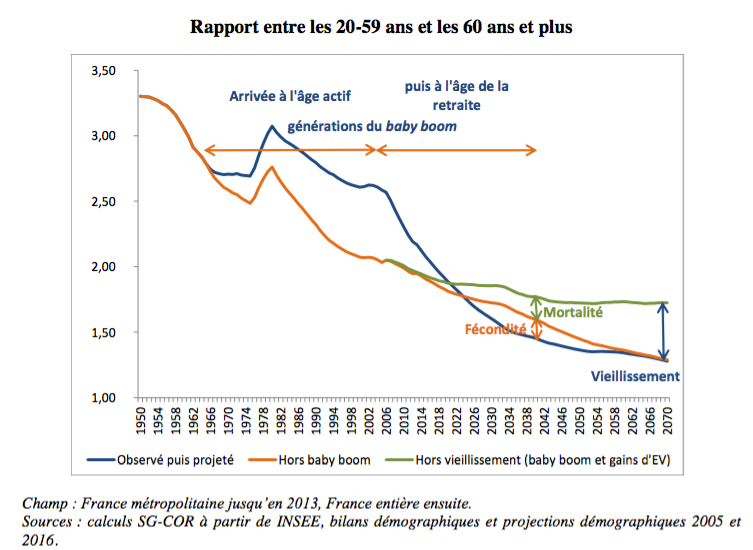 Rapport entre les 20-59 ans et les 60 ans et plus
3,50
3,00
2,50
2,00
1,50
1,00
Arrivée à l'âge actif
puis à l'âge de la
retraite
générations du baby boom
Mortalité
Fécondité
Vieillissement
1950 1954 1958 1962 1966 1970 1974 1978 1982 1986 1990 1994 1998 2002 2006 2010 2014 2018 2022 2026 2030 2034 2038 2042 2046 2050 2054 2058 2062 2066 2070
Observé puis projeté Hors baby boom Hors vieillissement (baby boom et gains d'EV)
Champ : France métropolitaine jusqu'en 2013, France entière ensuite.
Sources : calculs SG-COR à partir de INSEE, bilans démographiques et projections démographiques 2005 et
2016.